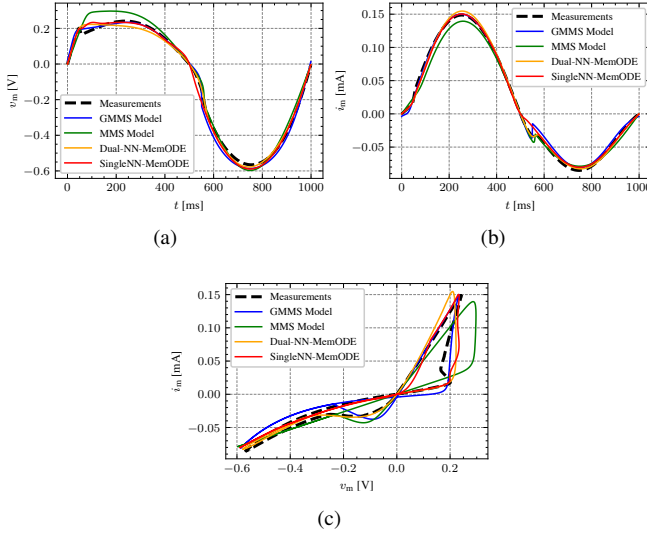 0.2
0.0
−0.2
−0.4
−0.6
v_m [V]
Measurements
GMMS Model
MMS Model
Dual-NN-MemODE
SingleNN-MemODE
0 200 400 600 800 1000
t [ms]
(a)
0.15
0.10
0.05
0.00
−0.05
i_m [mA]
Measurements
GMMS Model
MMS Model
Dual-NN-MemODE
SingleNN-MemODE
0 200 400 600 800 1000
t [ms]
(b)
0.15
0.10
0.05
0.00
−0.05
i_m [mA]
Measurements
GMMS Model
MMS Model
Dual-NN-MemODE
SingleNN-MemODE
−0.6 −0.4 −0.2 0.0 0.2
v_m [V]
(c)